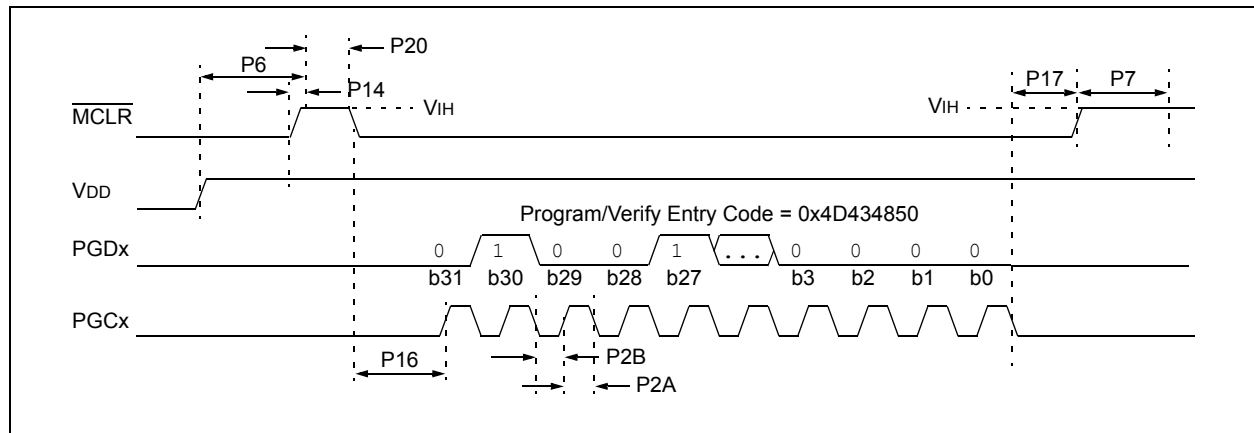 P20
P6
P14
P17
P7
MCLR
VIH
VIH
VDD
Program/Verify Entry Code = 0x4D434850
PGDx
0 1 0 0 1 ... 0 0 0 0
b31 b30 b29 b28 b27 b3 b2 b1 b0
PGCx
P16
P2B
P2A